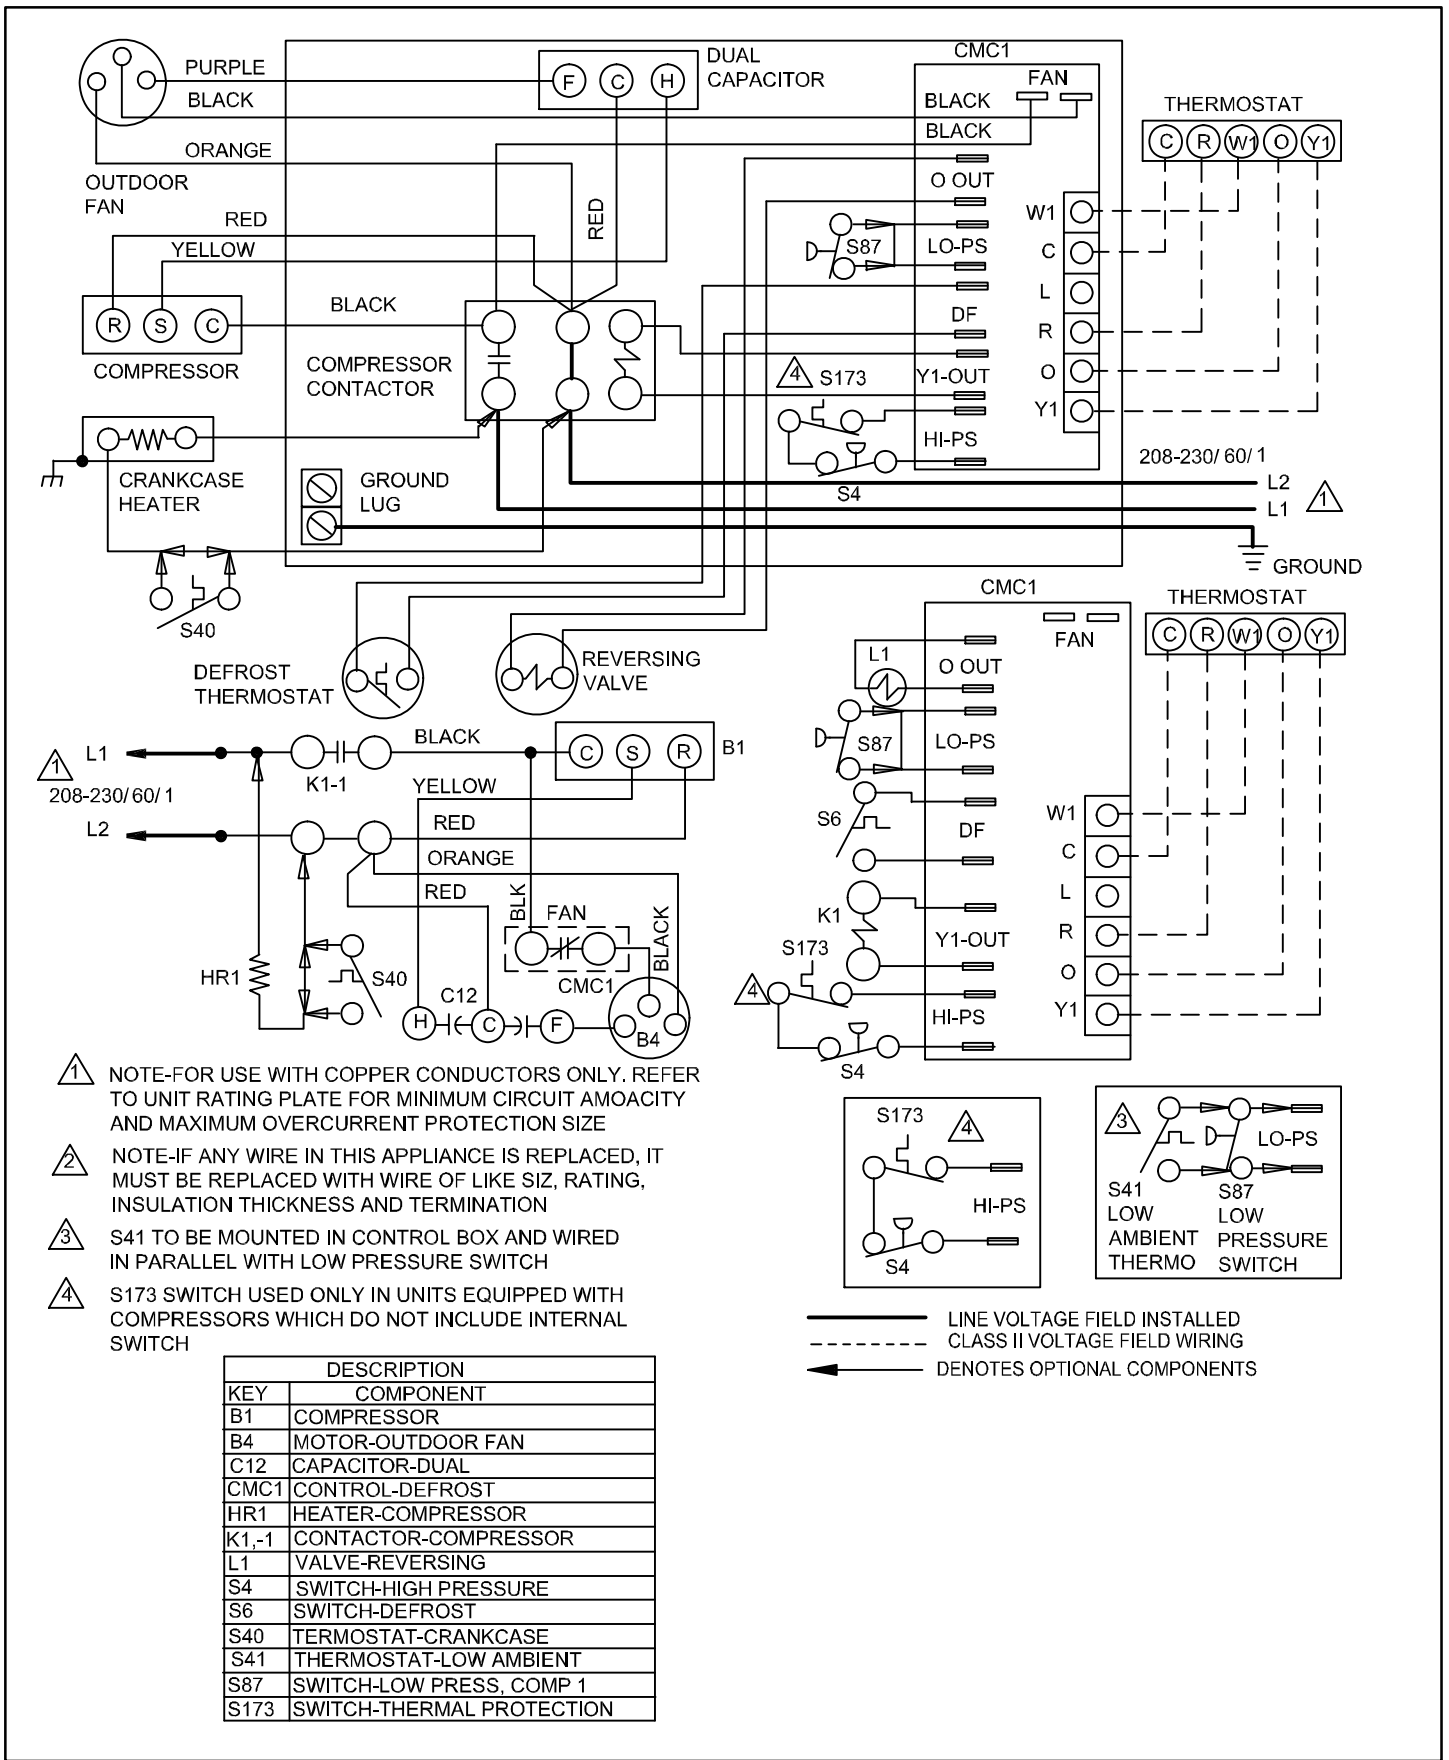 PURPLE
BLACK
ORANGE
OUTDOOR
FAN
RED
YELLOW
R S C
COMPRESSOR
BLACK
F C H
DUAL
CAPACITOR
RED
COMPRESSOR
CONTACTOR
CRANKCASE
HEATER
GROUND
LUG
S40
CMC1
FAN
BLACK
BLACK
O OUT
S87
LO-PS
DF
4 S173
Y1-OUT
HI-PS
S4
W1
C
L
R
O
Y1
THERMOSTAT
C R W1 O Y1
208-230/ 60/ 1
L2
L1
1
GROUND
DEFROST
THERMOSTAT
REVERSING
VALVE
1
L1
208-230/ 60/ 1
L2
K1-1
BLACK
C S R
B1
YELLOW
RED
ORANGE
RED
BLK
FAN
BLACK
CMC1
HR1
S40
C12
H C F
B4
CMC1
FAN
L1
O OUT
S87
LO-PS
S6
DF
K1
Y1-OUT
S173
4
HI-PS
S4
W1
C
L
R
O
Y1
THERMOSTAT
C R W1 O Y1
1 NOTE-FOR USE WITH COPPER CONDUCTORS ONLY. REFER
TO UNIT RATING PLATE FOR MINIMUM CIRCUIT AMOACITY
AND MAXIMUM OVERCURRENT PROTECTION SIZE
2 NOTE-IF ANY WIRE IN THIS APPLIANCE IS REPLACED, IT
MUST BE REPLACED WITH WIRE OF LIKE SIZ, RATING,
INSULATION THICKNESS AND TERMINATION
3 S41 TO BE MOUNTED IN CONTROL BOX AND WIRED
IN PARALLEL WITH LOW PRESSURE SWITCH
4 S173 SWITCH USED ONLY IN UNITS EQUIPPED WITH
COMPRESSORS WHICH DO NOT INCLUDE INTERNAL
SWITCH
S173
4
HI-PS
S4
3
LO-PS
S41
LOW
AMBIENT
THERMO
S87
LOW
PRESSURE
SWITCH
LINE VOLTAGE FIELD INSTALLED
CLASS II VOLTAGE FIELD WIRING
DENOTES OPTIONAL COMPONENTS
DESCRIPTION
KEY COMPONENT
B1 COMPRESSOR
B4 MOTOR-OUTDOOR FAN
C12 CAPACITOR-DUAL
CMC1 CONTROL-DEFROST
HR1 HEATER-COMPRESSOR
K1,-1 CONTACTOR-COMPRESSOR
L1 VALVE-REVERSING
S4 SWITCH-HIGH PRESSURE
S6 SWITCH-DEFROST
S40 TERMOSTAT-CRANKCASE
S41 THERMOSTAT-LOW AMBIENT
S87 SWITCH-LOW PRESS, COMP 1
S173 SWITCH-THERMAL PROTECTION